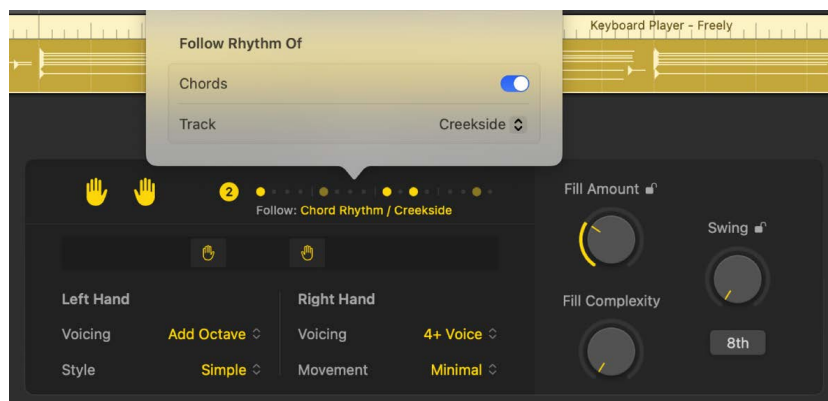 Keyboard Player - Freely
Follow Rhythm Of
Chords
Track Creekside
2
Follow: Chord Rhythm / Creekside
Fill Amount
Swing
Left Hand Right Hand
Fill Complexity
Voicing Add Octave Voicing 4+ Voice
8th
Style Simple Movement Minimal